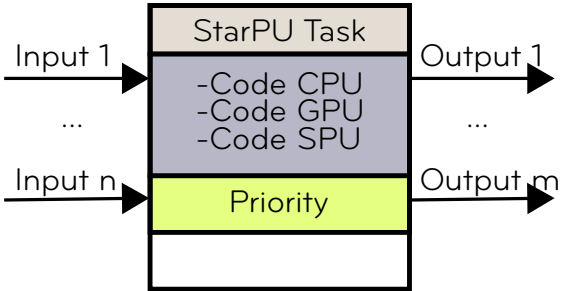 StarPU Task
Input 1
Output 1
-Code CPU
-Code GPU
-Code SPU
...
...
Input n
Output m
Priority